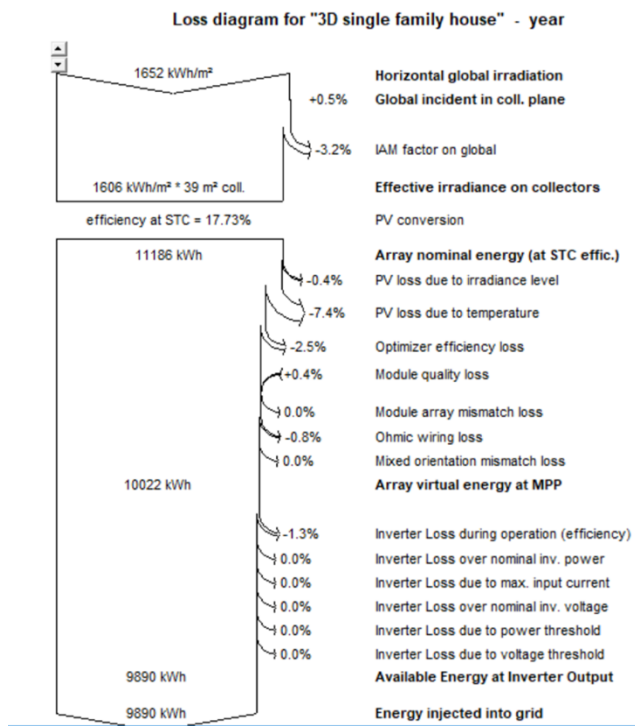 Loss diagram for "3D single family house" - year
1652 kWh/m² Horizontal global irradiation
+0.5% Global incident in coll. plane
-3.2% IAM factor on global
1606 kWh/m² * 39 m² coll. Effective irradiance on collectors
efficiency at STC = 17.73% PV conversion
11186 kWh Array nominal energy (at STC effic.)
-0.4% PV loss due to irradiance level
-7.4% PV loss due to temperature
-2.5% Optimizer efficiency loss
+0.4% Module quality loss
0.0% Module array mismatch loss
-0.8% Ohmic wiring loss
0.0% Mixed orientation mismatch loss
10022 kWh Array virtual energy at MPP
-1.3% Inverter Loss during operation (efficiency)
0.0% Inverter Loss over nominal inv. power
0.0% Inverter Loss due to max. input current
0.0% Inverter Loss over nominal inv. voltage
0.0% Inverter Loss due to power threshold
0.0% Inverter Loss due to voltage threshold
9890 kWh Available Energy at Inverter Output
9890 kWh Energy injected into grid